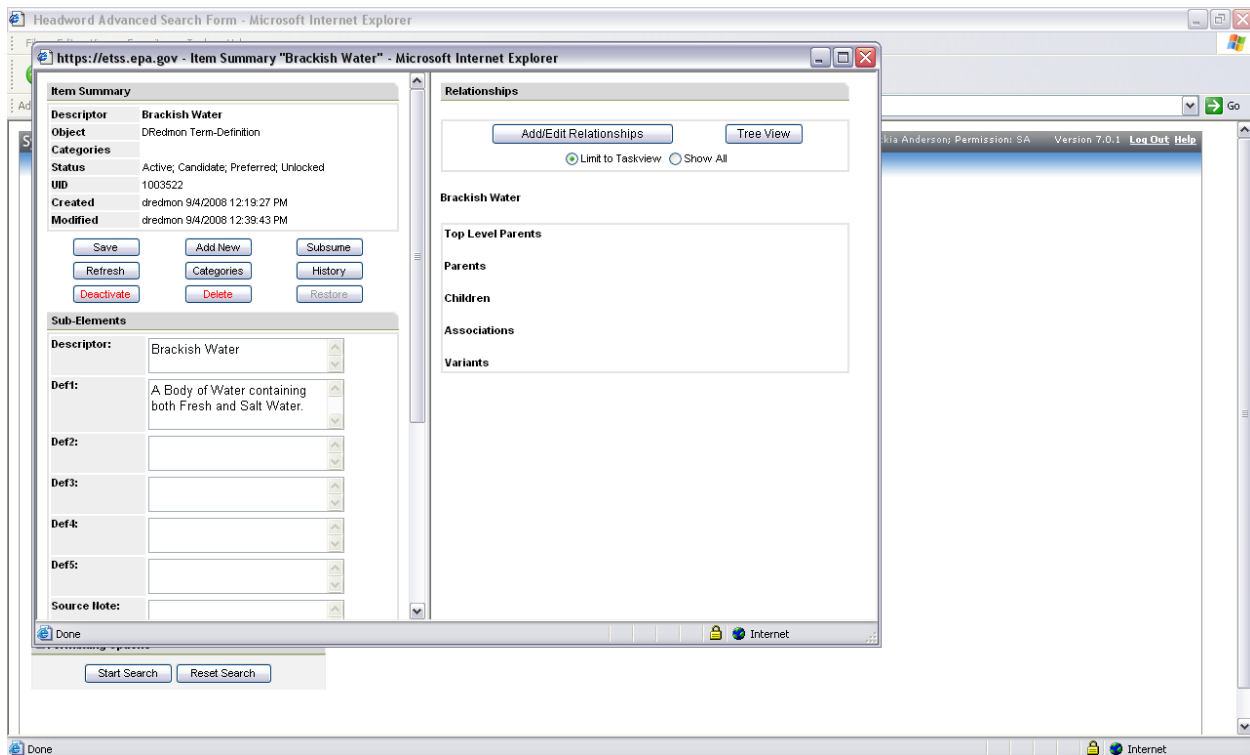 Headword Advanced Search Form - Microsoft Internet Explorer
https://etss.epa.gov - Item Summary "Brackish Water" - Microsoft Internet Explorer
Go
Permission: SA Version 7.0.1 Log Out Help
Item Summary
Descriptor Brackish Water
Object DRedmon Term-Definition
Categories
Status Active; Candidate; Preferred; Unlocked
UID 1003522
Created dredmon 9/4/2008 12:19:27 PM
Modified dredmon 9/4/2008 12:39:43 PM
Save Add New Subsume
Refresh Categories History
Deactivate Delete Restore
Sub-Elements
Descriptor: Brackish Water
Def1: A Body of Water containing
both Fresh and Salt Water.
Def2:
Def3:
Def4:
Def5:
Source Note:
Relationships
Add/Edit Relationships Tree View
Limit to Taskview Show All
Brackish Water
Top Level Parents
Parents
Children
Associations
Variants
Done Internet
Start Search Reset Search
Done Internet